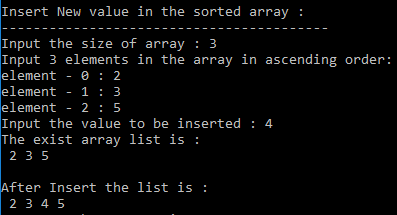 Insert New value in the sorted array :
-----------------------------------------
Input the size of array : 3
Input 3 elements in the array in ascending order:
element - 0 : 2
element - 1 : 3
element - 2 : 5
Input the value to be inserted : 4
The exist array list is :
 2 3 5
After Insert the list is :
 2 3 4 5